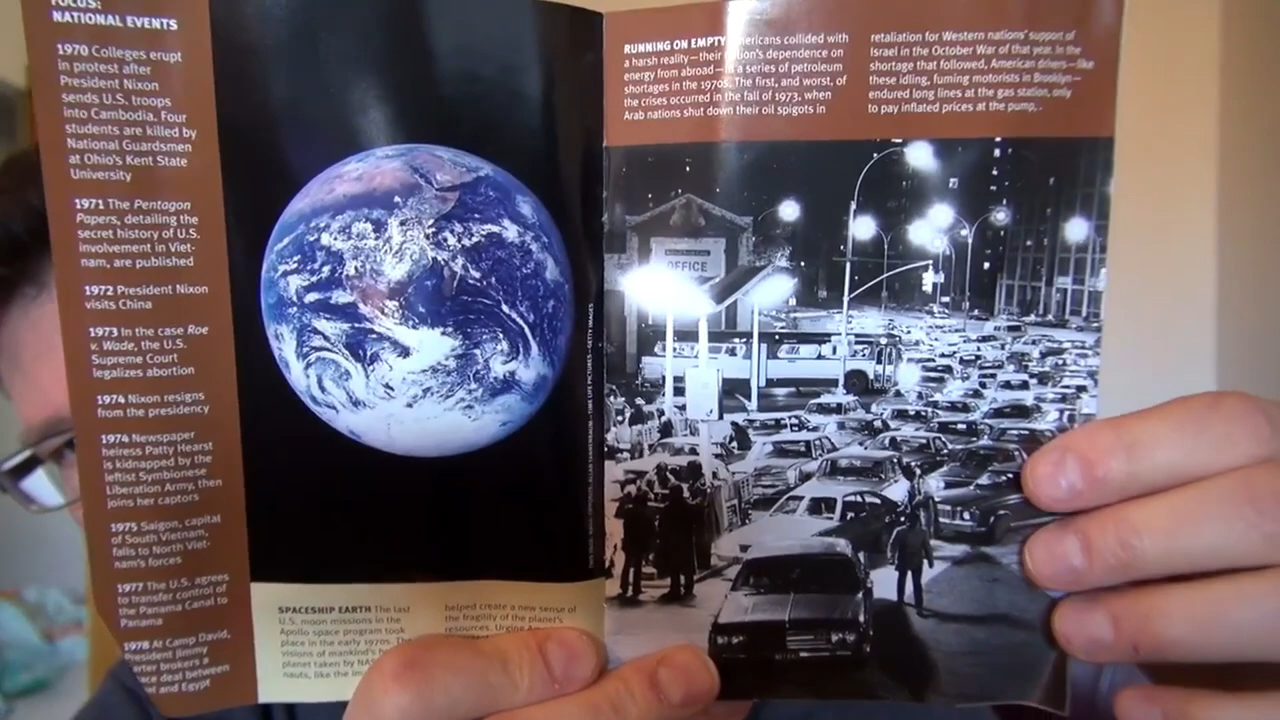 FOCUS:
NATIONAL EVENTS
1970 Colleges erupt
in protest after
President Nixon
sends U.S. troops
into Cambodia. Four
students are killed by
National Guardsmen
at Ohio's Kent State
University
1971 The Pentagon
Papers, detailing the
secret history of U.S.
involvement in Viet-
nam, are published
1972 President Nixon
visits China
1973 In the case Roe
v. Wade, the U.S.
Supreme Court
legalizes abortion
1974 Nixon resigns
from the presidency
1974 Newspaper
heiress Patty Hearst
is kidnapped by the
leftist Symbionese
Liberation Army, then
joins her captors
1975 Saigon, capital
of South Vietnam,
falls to North Viet-
nam's forces
1977 The U.S. agrees
to transfer control of
the Panama Canal to
Panama
1978 At Camp David,
President Jimmy
arter brokers a
ace deal between
el and Egypt
SPACESHIP EARTH The last
U.S. moon missions in the
Apollo space program took
place in the early 1970s. The
visions of mankind's
planet taken by NAS
nauts, like the im
helped create a new sense of
the fragility of the planet's
resources. Urging
RUNNING ON EMPTY mericans collided with
a harsh reality—their tion's dependence on
energy from abroad— a series of petroleum
shortages in the 1970s. The first, and worst, of
the crises occurred in the fall of 1973, when
Arab nations shut down their oil spigots in
retaliation for Western nations' support of
Israel in the October War of that year. In the
shortage that followed, American drivers—like
these idling, fuming motorists in Brooklyn—
endured long lines at the gas station, only
to pay inflated prices at the pump.
OFFICE